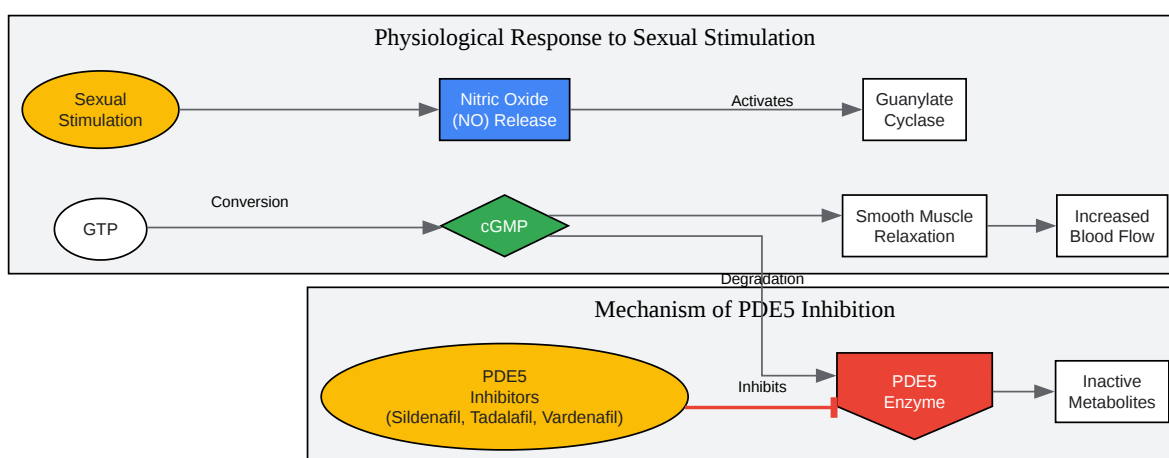 Physiological Response to Sexual Stimulation
Sexual
Stimulation
Nitric Oxide
(NO) Release
Activates
Guanylate
Cyclase
GTP
Conversion
cGMP
Smooth Muscle
Relaxation
Increased
Blood Flow
Degradation
Mechanism of PDE5 Inhibition
PDE5
Inhibitors
(Sildenafil, Tadalafil, Vardenafil)
Inhibits
PDE5
Enzyme
Inactive
Metabolites